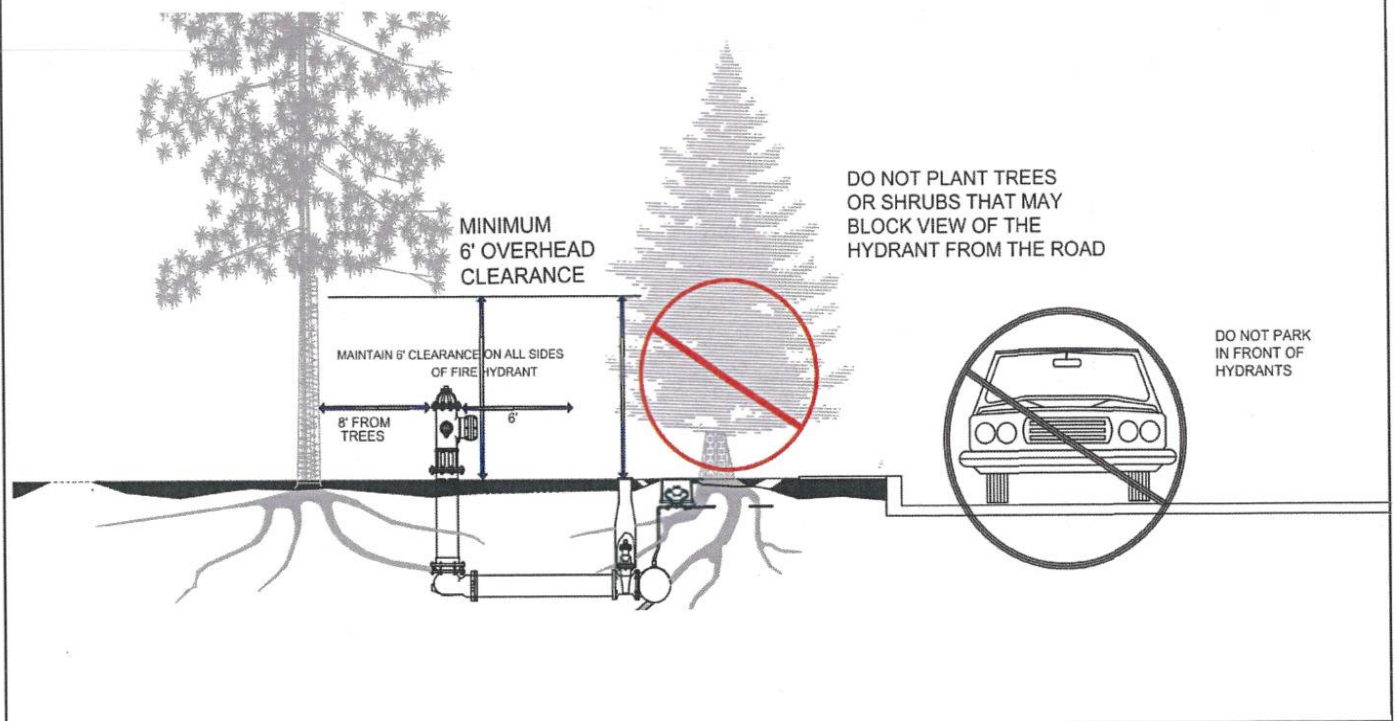 MINIMUM
6' OVERHEAD
CLEARANCE
DO NOT PLANT TREES
OR SHRUBS THAT MAY
BLOCK VIEW OF THE
HYDRANT FROM THE ROAD
MAINTAIN 6' CLEARANCE ON ALL SIDES
OF FIRE HYDRANT
8' FROM
TREES
6'
DO NOT PARK
IN FRONT OF
HYDRANTS